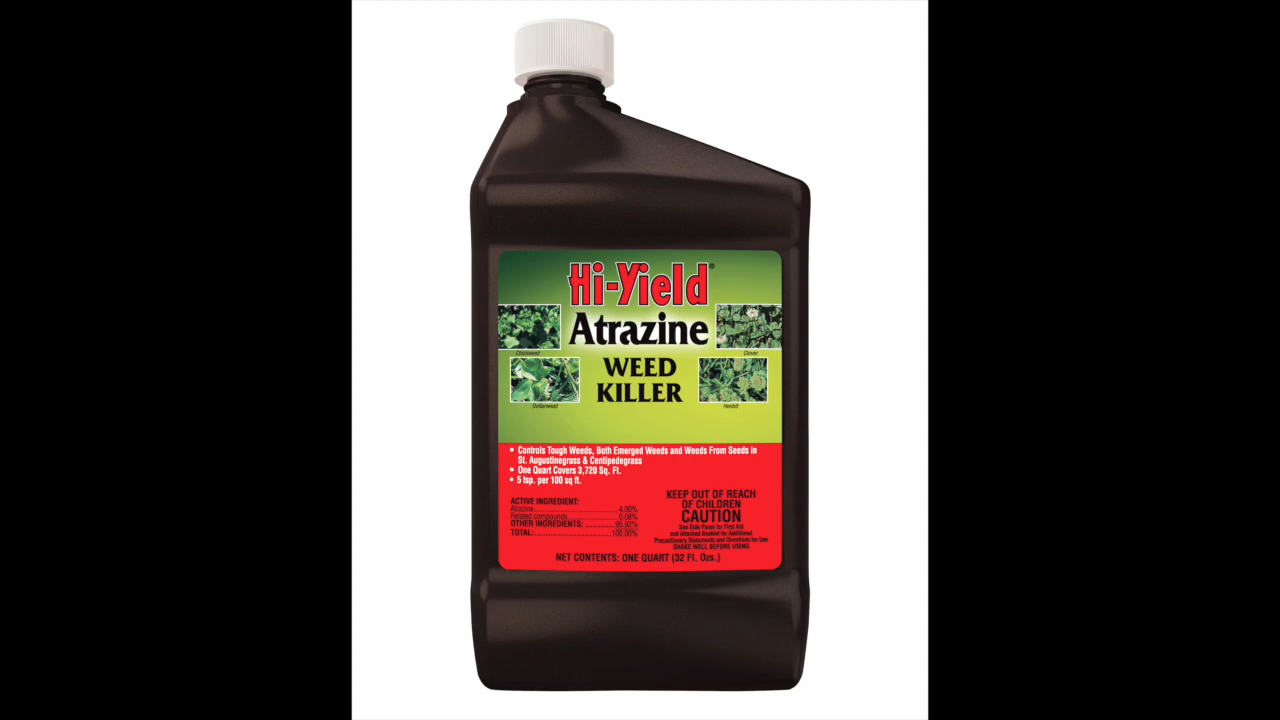 Hi-Yield®
Atrazine
WEED
KILLER
Chickweed
Clover
Dollarweed
Henbit
• Controls Tough Weeds, Both Emerged Weeds and Weeds From Seeds in
St. Augustinegrass & Centipedegrass
• One Quart Covers 3,720 Sq. Ft.
• 5 tsp. per 100 sq ft.
ACTIVE INGREDIENT:
Atrazine 4.00%
Related compounds 0.08%
OTHER INGREDIENTS: 95.92%
TOTAL: 100.00%
KEEP OUT OF REACH
OF CHILDREN
CAUTION
See Side Panel for First Aid
and Attached Booklet for Additional
Precautionary Statements and Directions for Use
SHAKE WELL BEFORE USING
NET CONTENTS: ONE QUART (32 Fl. Ozs.)